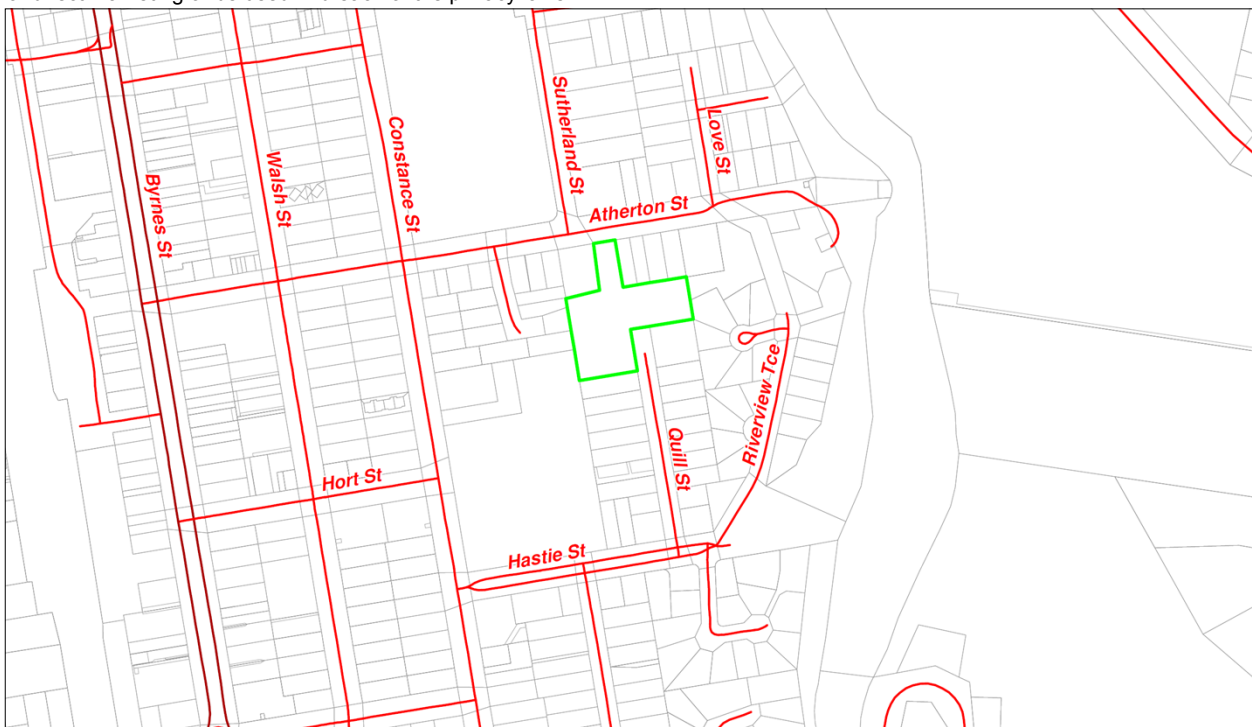 Sutherland St
Love St
Constance St
Walsh St
Byrnes St
Atherton St
Riverview Tce
Quill St
Hort St
Hastie St